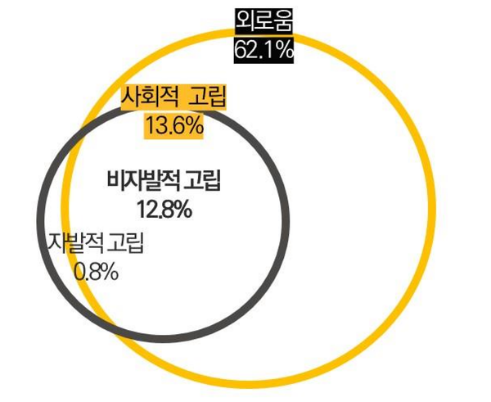 외로움
62.1%
사회적 고립
13.6%
비자발적 고립
12.8%
자발적 고립
0.8%